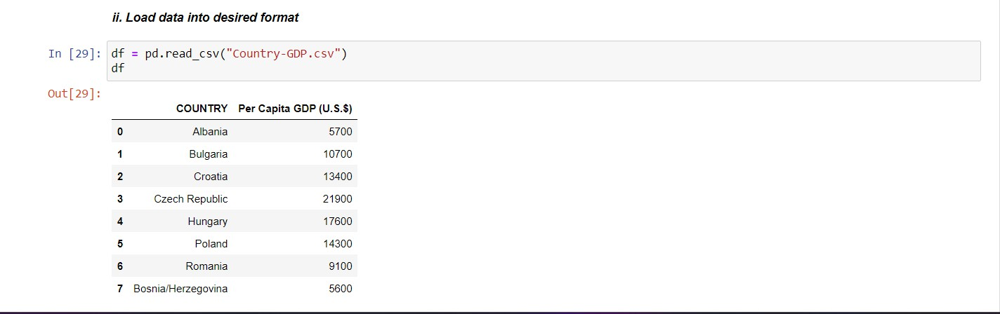 ii. Load data into desired format
In [29]: df = pd.read_csv("Country-GDP.csv")
df
Out[29]:
COUNTRY Per Capita GDP (U.S.$)
0 Albania 5700
1 Bulgaria 10700
2 Croatia 13400
3 Czech Republic 21900
4 Hungary 17600
5 Poland 14300
6 Romania 9100
7 Bosnia/Herzegovina 5600